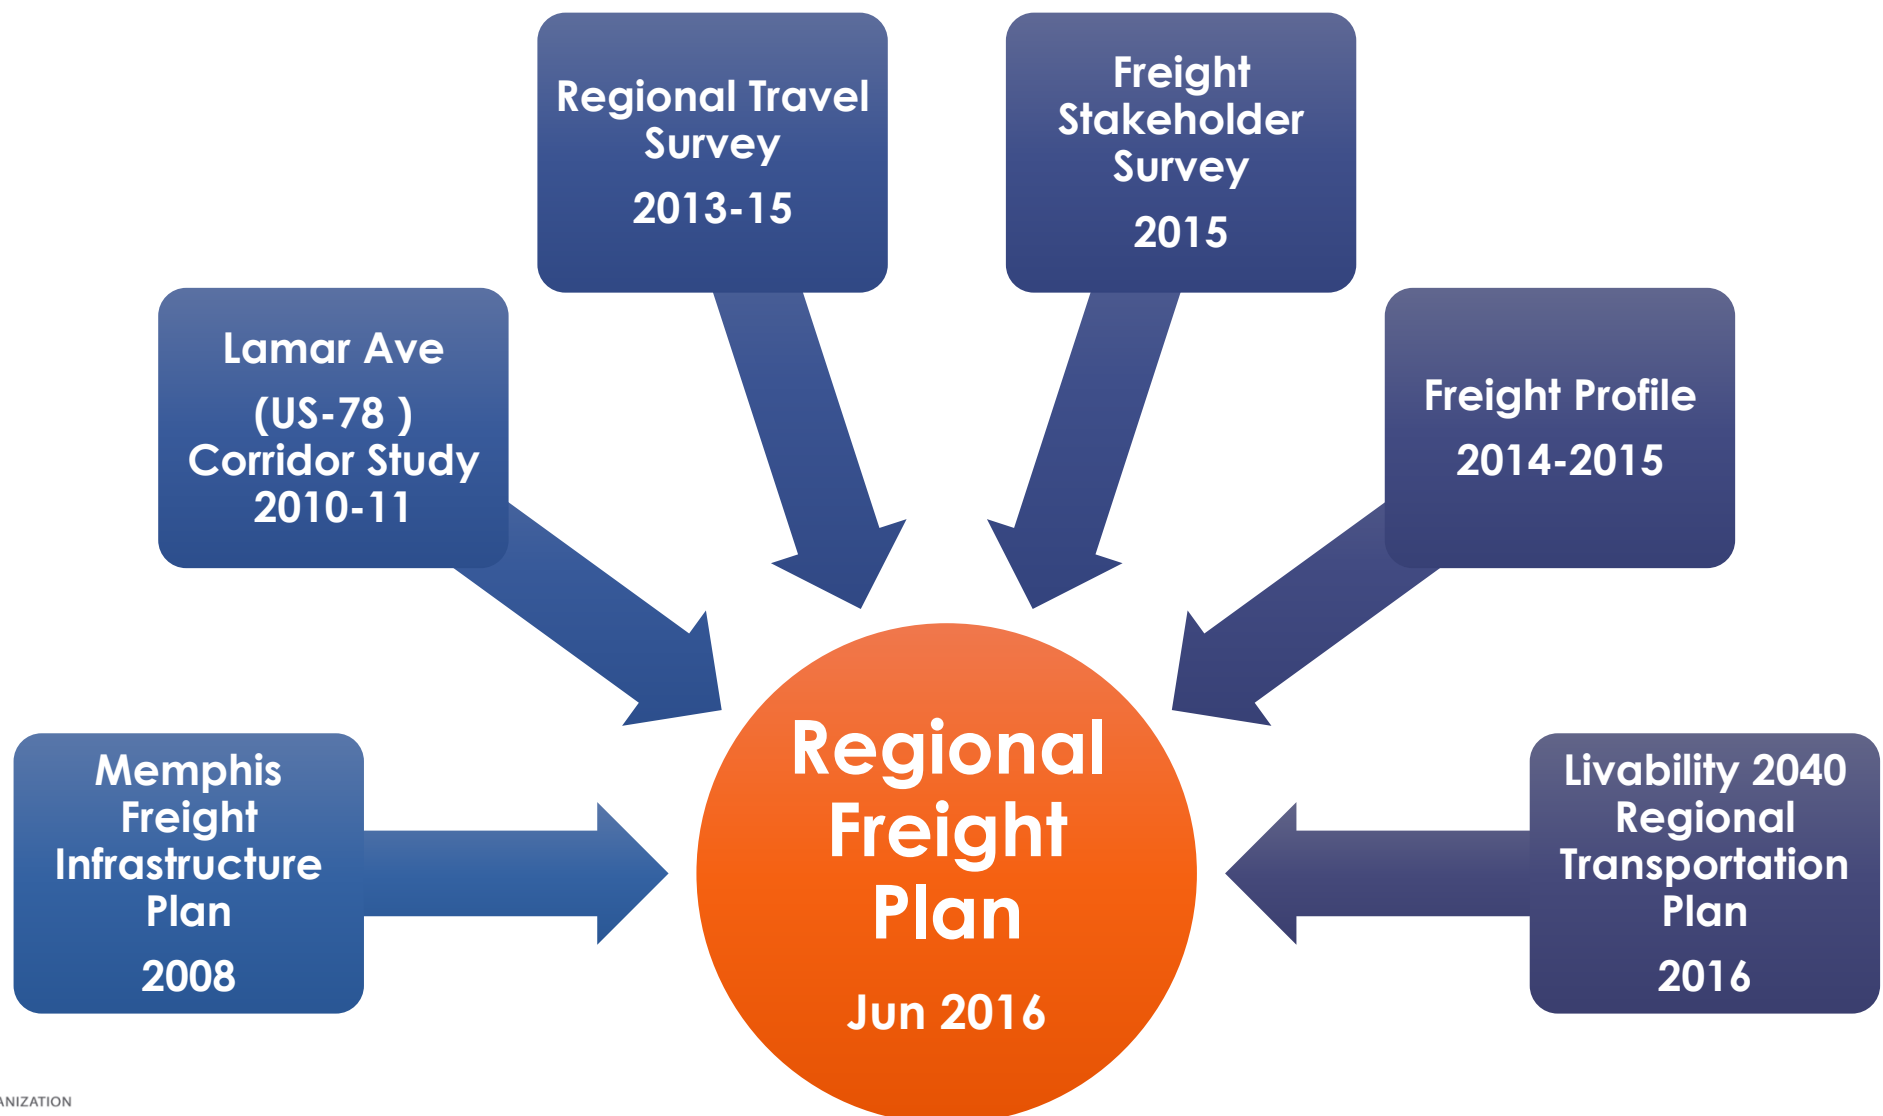 Regional Travel
Survey
2013-15
Freight
Stakeholder
Survey
2015
Lamar Ave
(US-78 )
Corridor Study
2010-11
Freight Profile
2014-2015
Memphis
Freight
Infrastructure
Plan
2008
Regional
Freight
Plan
Jun 2016
Livability 2040
Regional
Transportation
Plan
2016
ANIZATION